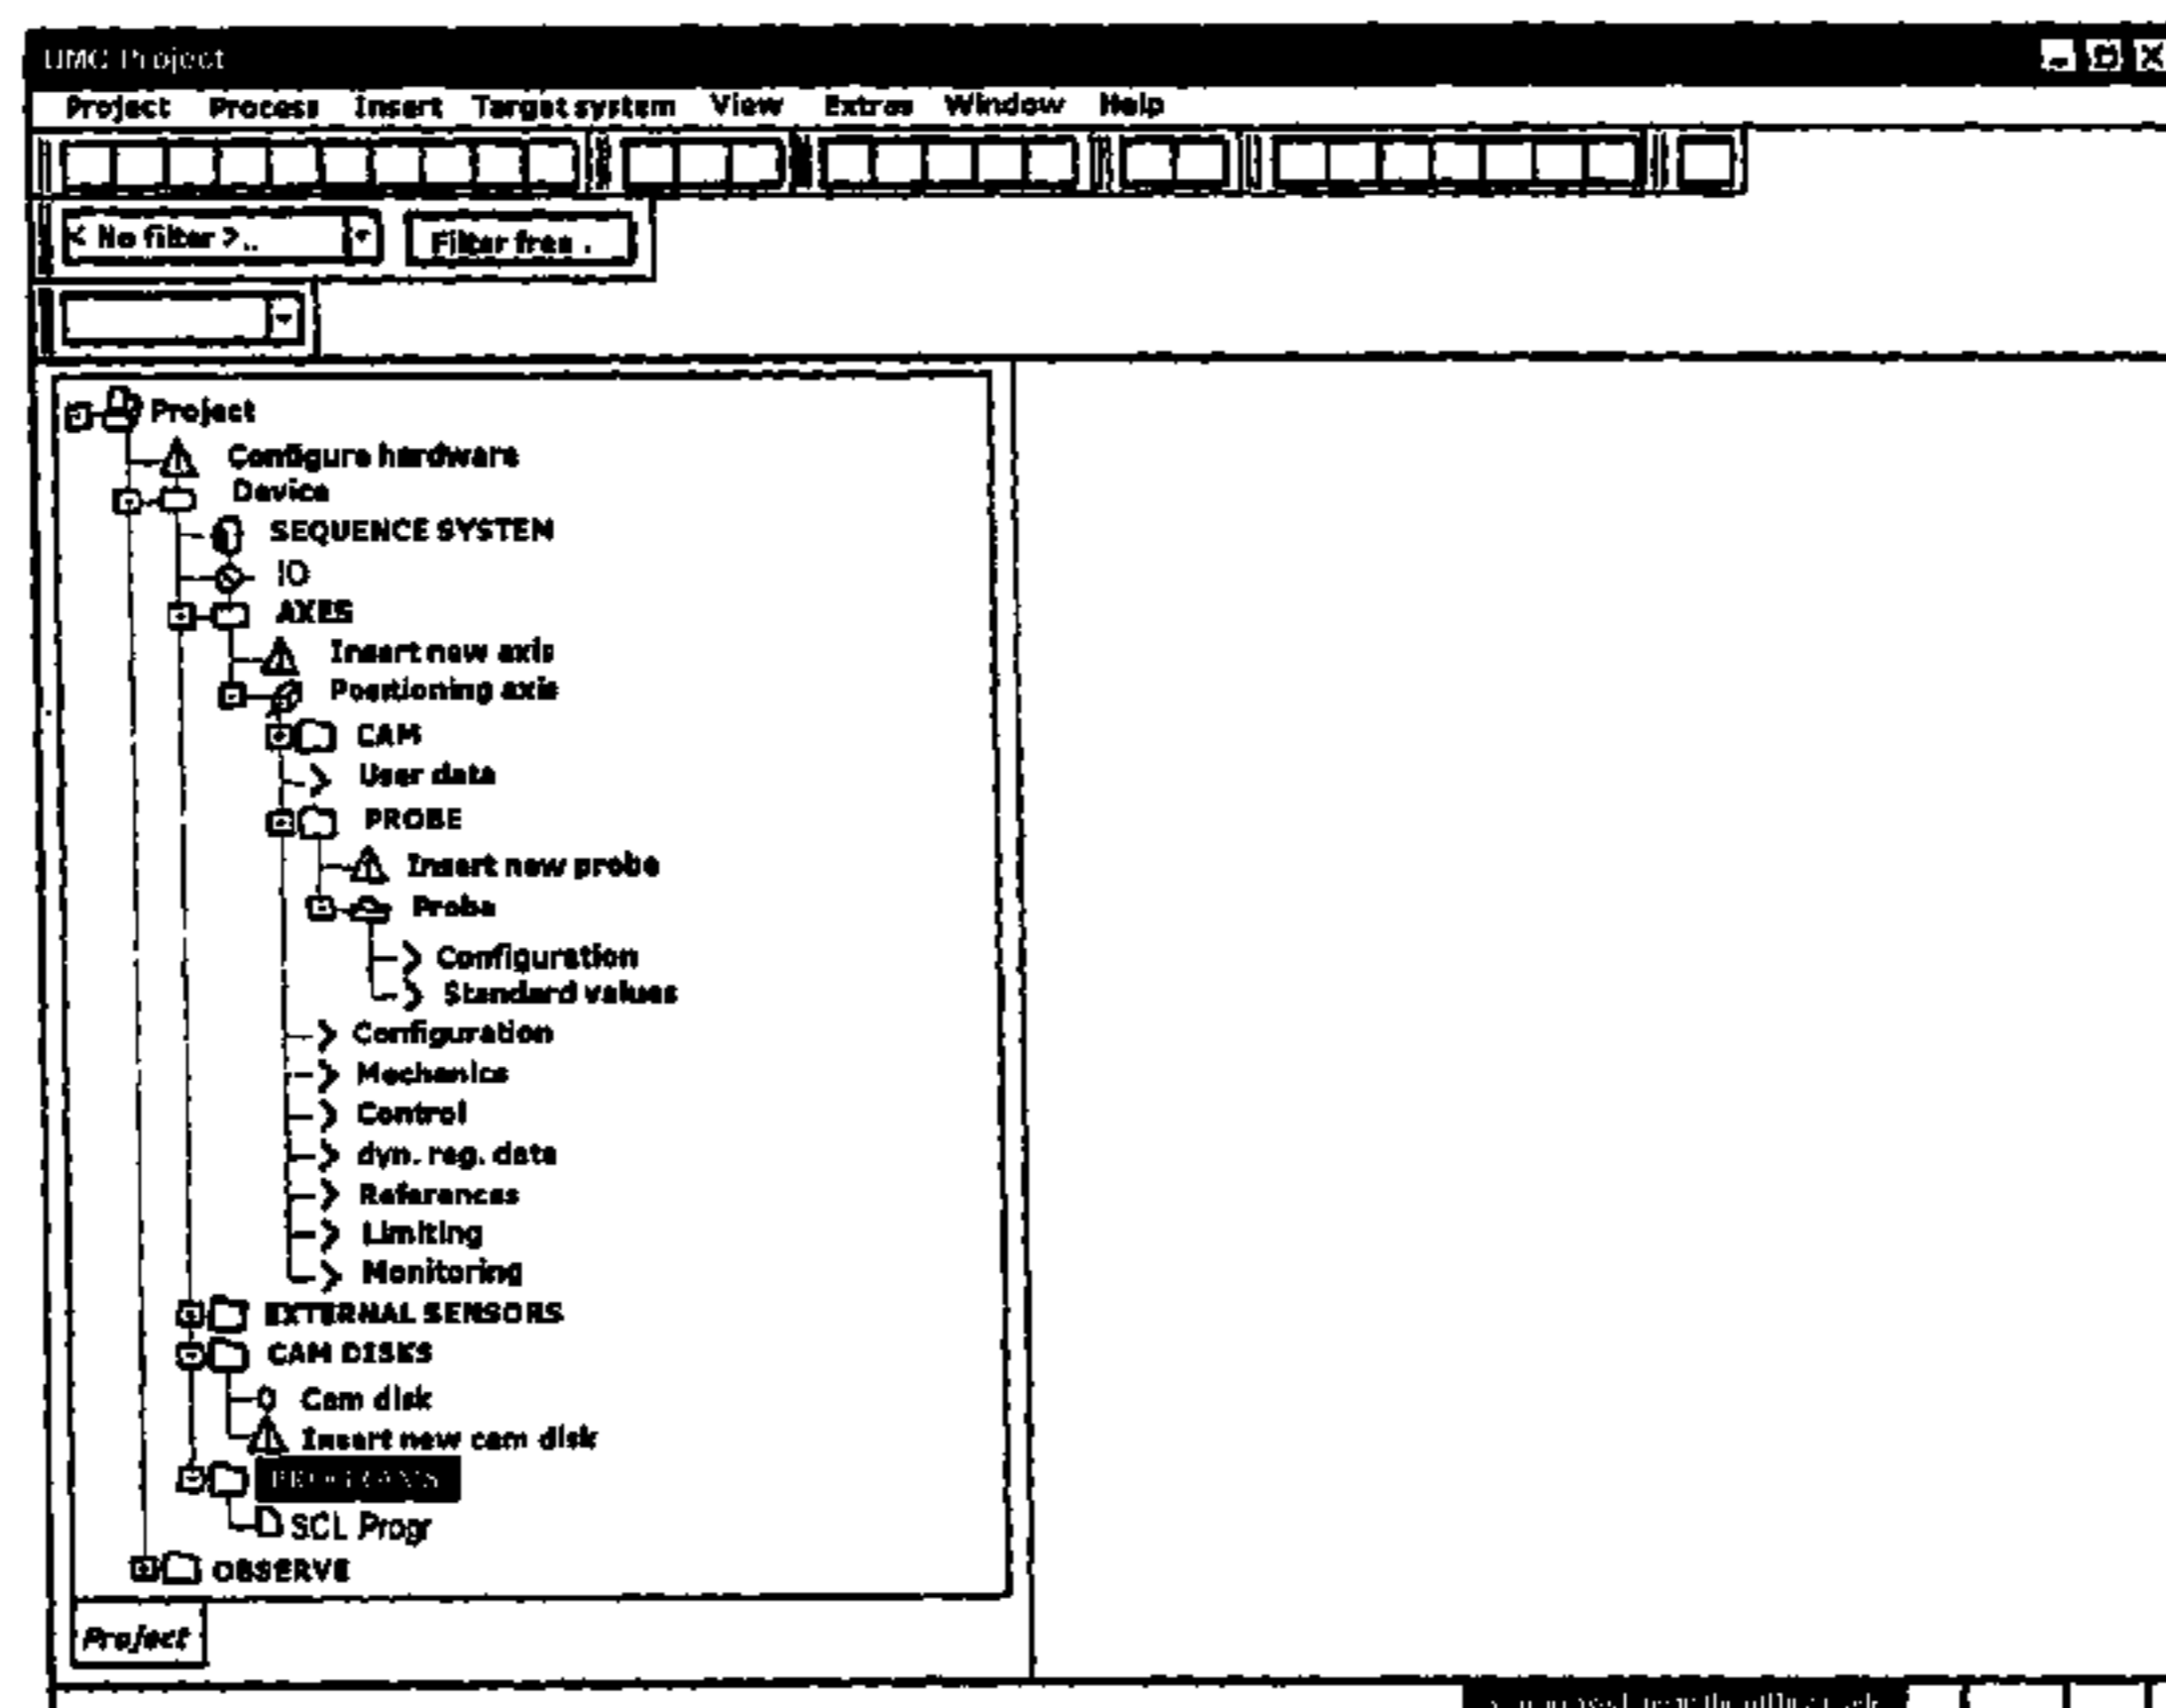 UMC Project
Project Process Insert Target system View Extras Window Help
< No filter >..
Filter free .
Project
Configure hardware
Device
SEQUENCE SYSTEN
IO
AXES
Insert new axis
Positioning axis
CAM
User data
PROBE
Insert new probe
Probe
Configuration
Standard values
Configuration
Mechanics
Control
dyn. reg. data
References
Limiting
Monitoring
EXTERNAL SENSORS
CAM DISKS
Cam disk
Insert new cam disk
PROGRAMS
SCL Progr
OBSERVE
Project